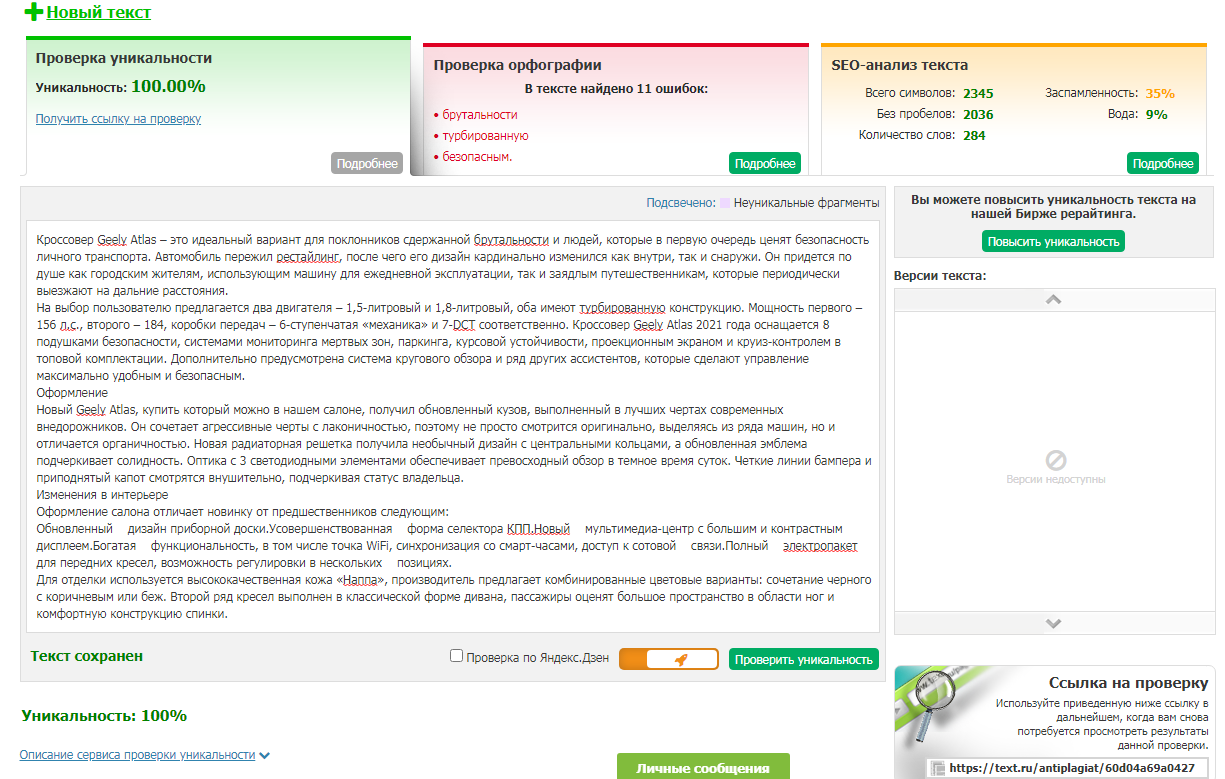 Новый текст
Проверка уникальности
Уникальность: 100.00%
Получить ссылку на проверку
Подробнее
Проверка орфографии
В тексте найдено 11 ошибок:
• брутальности
• турбированную
• безопасным.
Подробнее
SEO-анализ текста
Всего символов: 2345 Заспамленность: 35%
Без пробелов: 2036 Вода: 9%
Количество слов: 284
Подробнее
Подсвечено: Неуникальные фрагменты
Кроссовер Geely Atlas – это идеальный вариант для поклонников сдержанной брутальности и людей, которые в первую очередь ценят безопасность
личного транспорта. Автомобиль пережил рестайлинг, после чего его дизайн кардинально изменился как внутри, так и снаружи. Он придется по
душе как городским жителям, использующим машину для ежедневной эксплуатации, так и заядлым путешественникам, которые периодически
выезжают на дальние расстояния.
На выбор пользователю предлагается два двигателя – 1,5-литровый и 1,8-литровый, оба имеют турбированную конструкцию. Мощность первого –
156 л.с., второго – 184, коробки передач – 6-ступенчатая «механика» и 7-DCT соответственно. Кроссовер Geely Atlas 2021 года оснащается 8
подушками безопасности, системами мониторинга мертвых зон, паркинга, курсовой устойчивости, проекционным экраном и круиз-контролем в
топовой комплектации. Дополнительно предусмотрена система кругового обзора и ряд других ассистентов, которые сделают управление
максимально удобным и безопасным.
Оформление
Новый Geely Atlas, купить который можно в нашем салоне, получил обновленный кузов, выполненный в лучших чертах современных
внедорожников. Он сочетает агрессивные черты с лаконичностью, поэтому не просто смотрится оригинально, выделяясь из ряда машин, но и
отличается органичностью. Новая радиаторная решетка получила необычный дизайн с центральными кольцами, а обновленная эмблема
подчеркивает солидность. Оптика с 3 светодиодными элементами обеспечивает превосходный обзор в темное время суток. Четкие линии бампера и
приподнятый капот смотрятся внушительно, подчеркивая статус владельца.
Изменения в интерьере
Оформление салона отличает новинку от предшественников следующим:
Обновленный дизайн приборной доски.Усовершенствованная форма селектора КПП.Новый мультимедиа-центр с большим и контрастным
дисплеем.Богатая функциональность, в том числе точка WiFi, синхронизация со смарт-часами, доступ к сотовой связи.Полный электропакет
для передних кресел, возможность регулировки в нескольких позициях.
Для отделки используется высококачественная кожа «Наппа», производитель предлагает комбинированные цветовые варианты: сочетание черного
с коричневым или беж. Второй ряд кресел выполнен в классической форме дивана, пассажиры оценят большое пространство в области ног и
комфортную конструкцию спинки.
Текст сохранен
Проверка по Яндекс.Дзен
Проверить уникальность
Уникальность: 100%
Описание сервиса проверки уникальности
Личные сообщения
Вы можете повысить уникальность текста на
нашей Бирже рерайтинга.
Повысить уникальность
Версии текста:
Версии недоступны
Ссылка на проверку
Используйте приведенную ниже ссылку в
дальнейшем, когда вам снова
потребуется просмотреть результаты
данной проверки.
https://text.ru/antiplagiat/60d04a69a0427